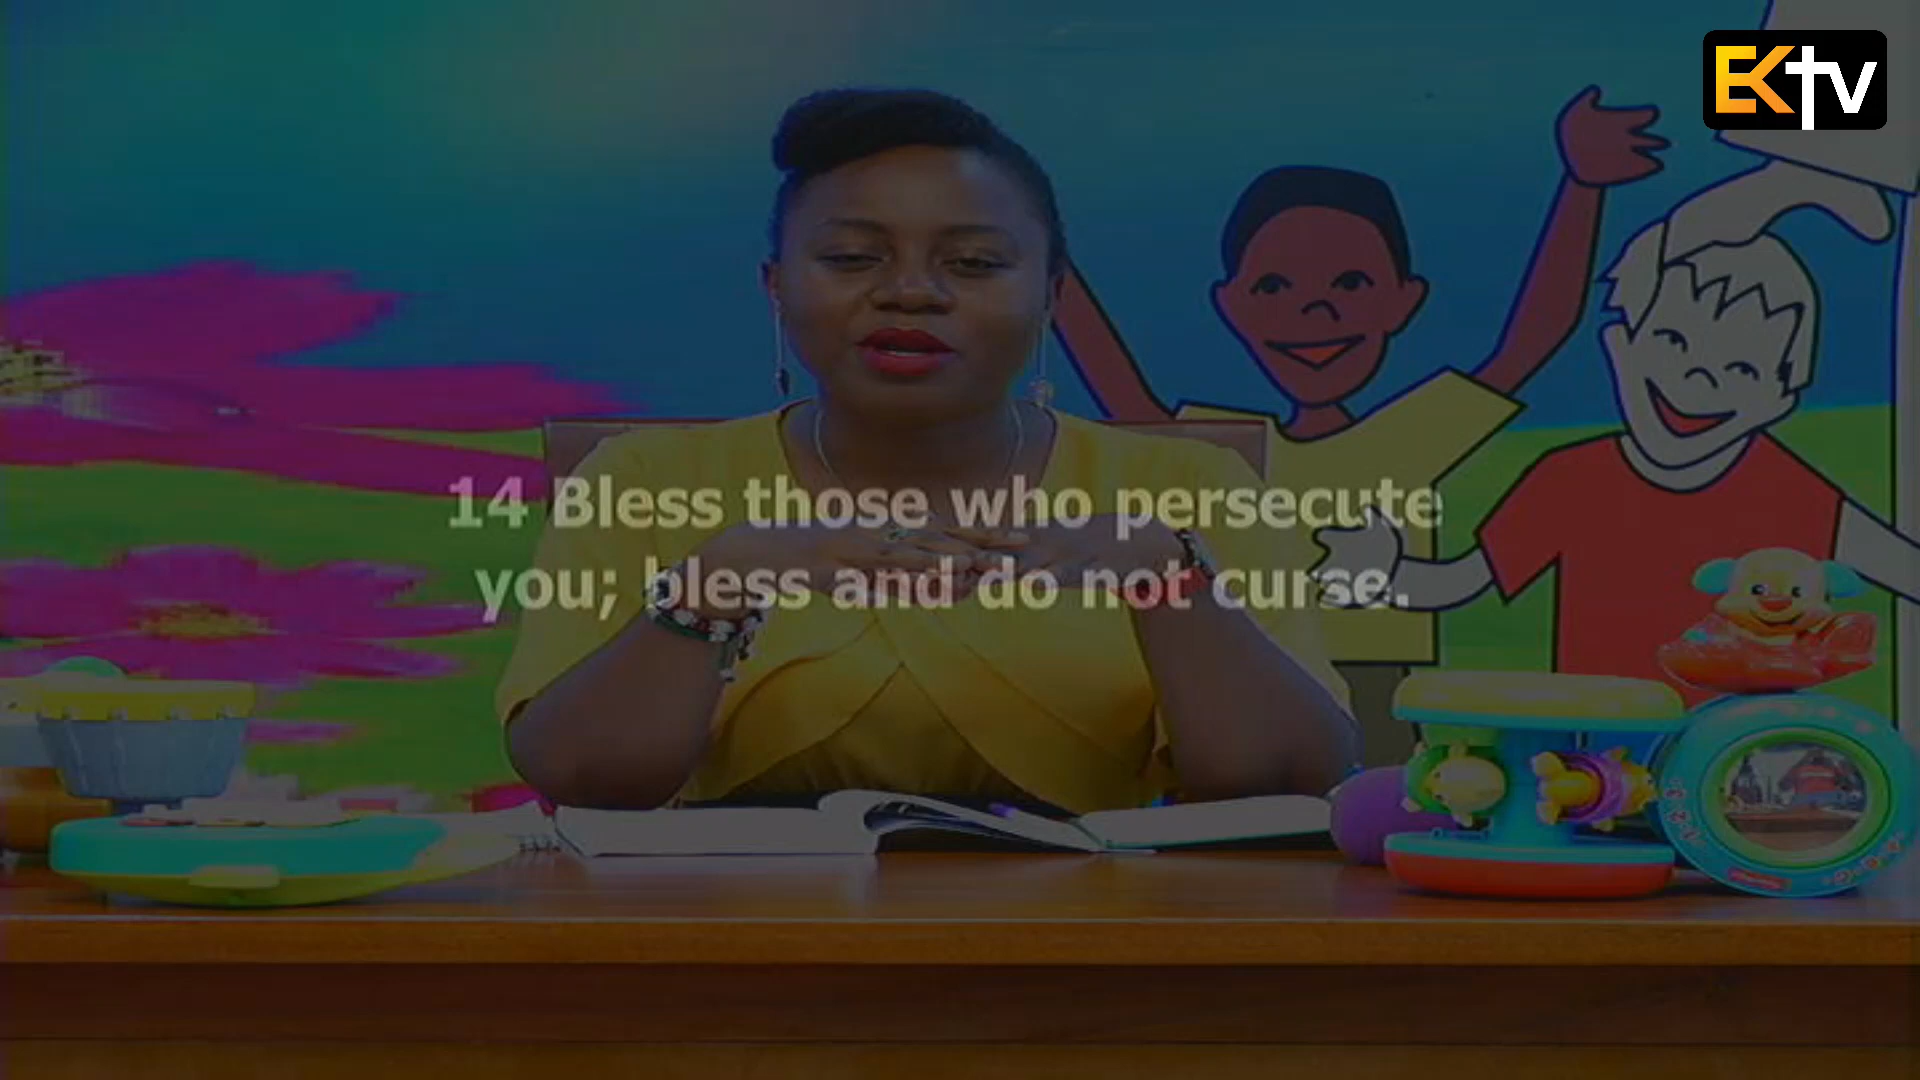 EKTV
14 Bless those who persecute
you; bless and do not curse.